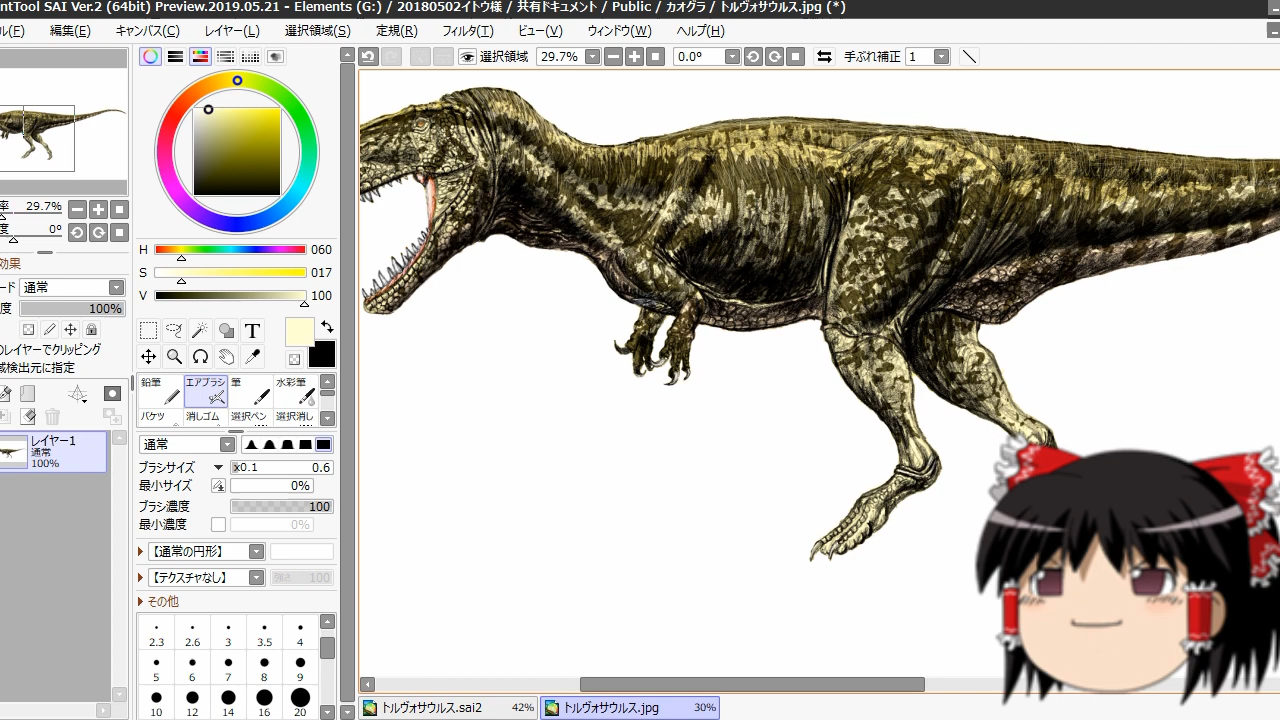 ntTool SAI Ver.2 (64bit) Preview.2019.05.21 - Elements (G:) / 20180502イトウ様 / 共有ドキュメント / Public / カオグラ / トルヴォサウルス.jpg (*)
ル(F) 編集(E) キャンバス(C) レイヤー(L) 選択領域(S) 定規(R) フィルタ(T) ビュー(V) ウィンドウ(W) ヘルプ(H)
選択領域 29.7% 0.0° 手ぶれ補正 1
率 29.7%
度 0°
効果
ード 通常
度 100%
のレイヤーでクリッピング
域検出元に指定
レイヤー1
通常
100%
H 060
S 017
V 100
T
鉛筆 エアブラシ 筆 水彩筆
バケツ 消しゴム 選択ペン 選択消し
通常
ブラシサイズ x0.1 0.6
最小サイズ 0%
ブラシ濃度 100
最小濃度 0%
【通常の円形】
【テクスチャなし】 強さ 100
その他
2.3 2.6 3 3.5 4
5 6 7 8 9
10 12 14 16 20
トルヴォサウルス.sai2 42% トルヴォサウルス.jpg 30%